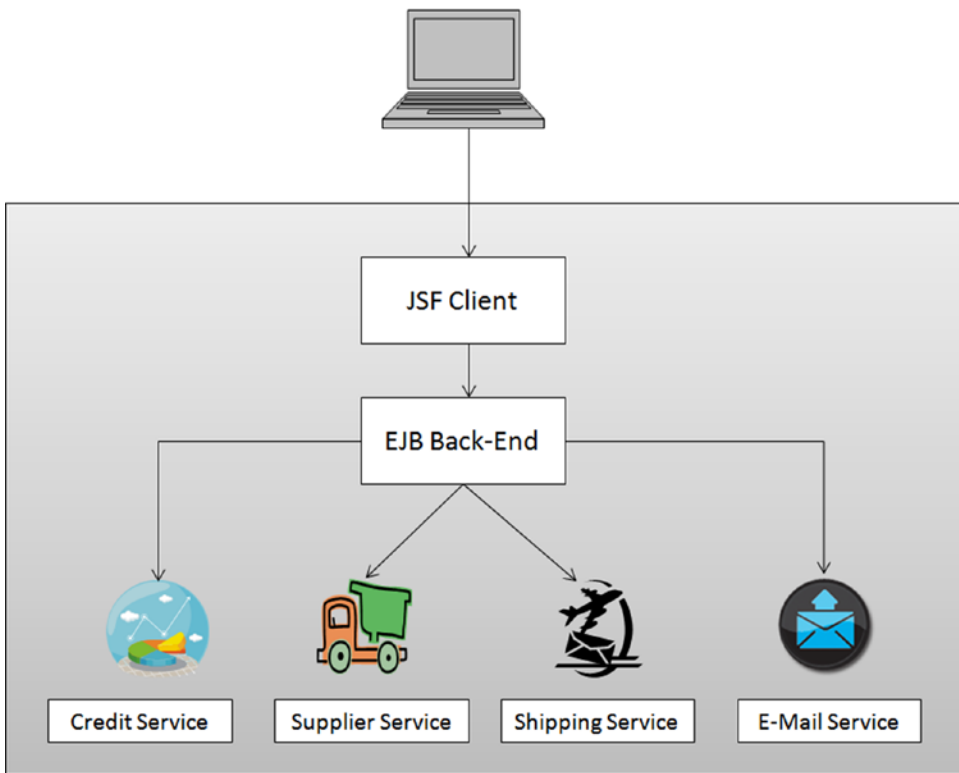 JSF Client
EJB Back-End
Credit Service
Supplier Service
Shipping Service
E-Mail Service